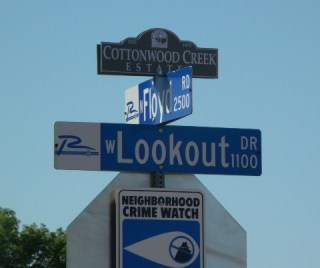 COTTONWOOD CREEK
ESTATES
N Floyd RD
2500
W Lookout DR
1100
NEIGHBORHOOD
CRIME WATCH